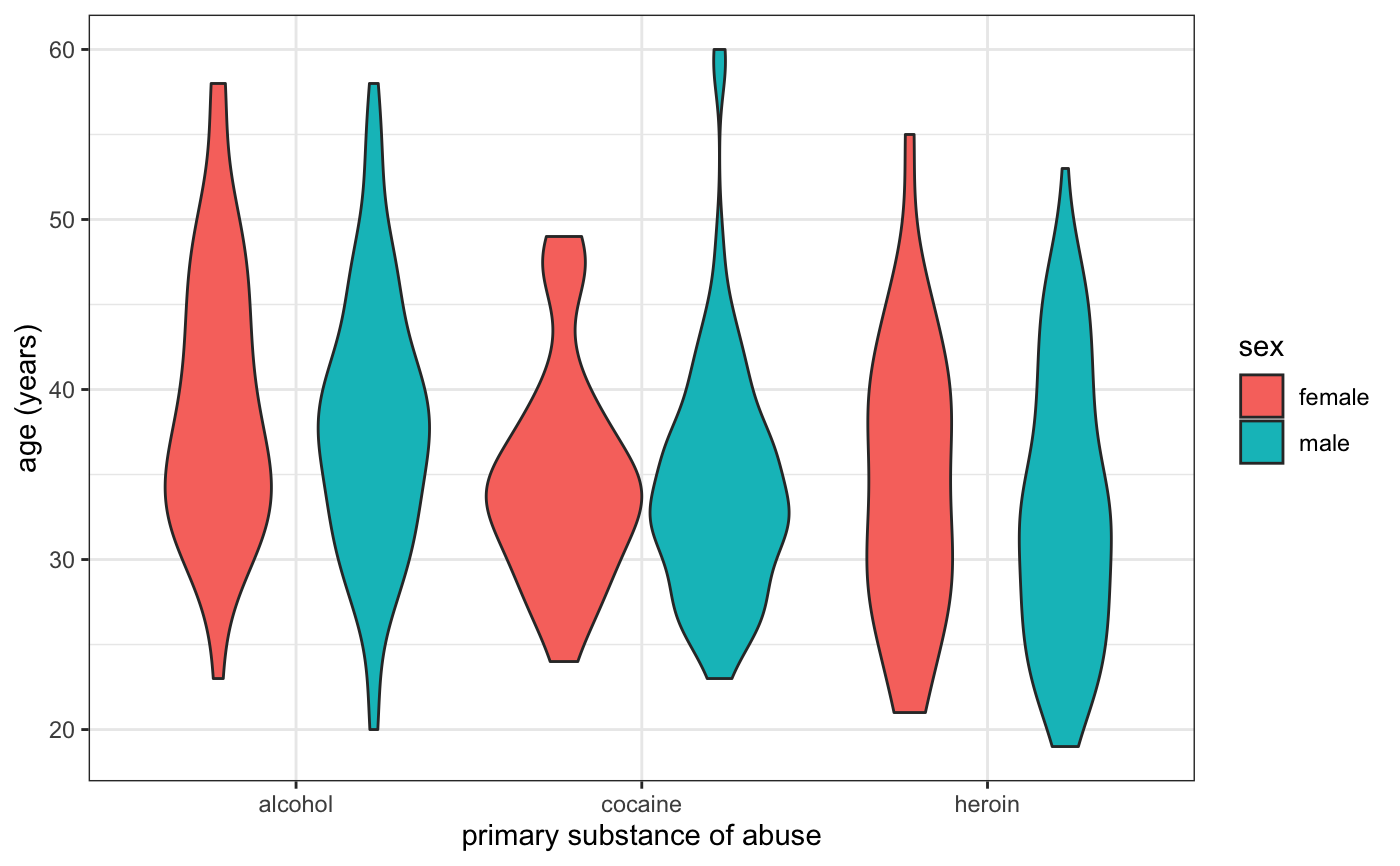 60
50
40
30
20
age (years)
alcohol
cocaine
heroin
primary substance of abuse
sex
female
male